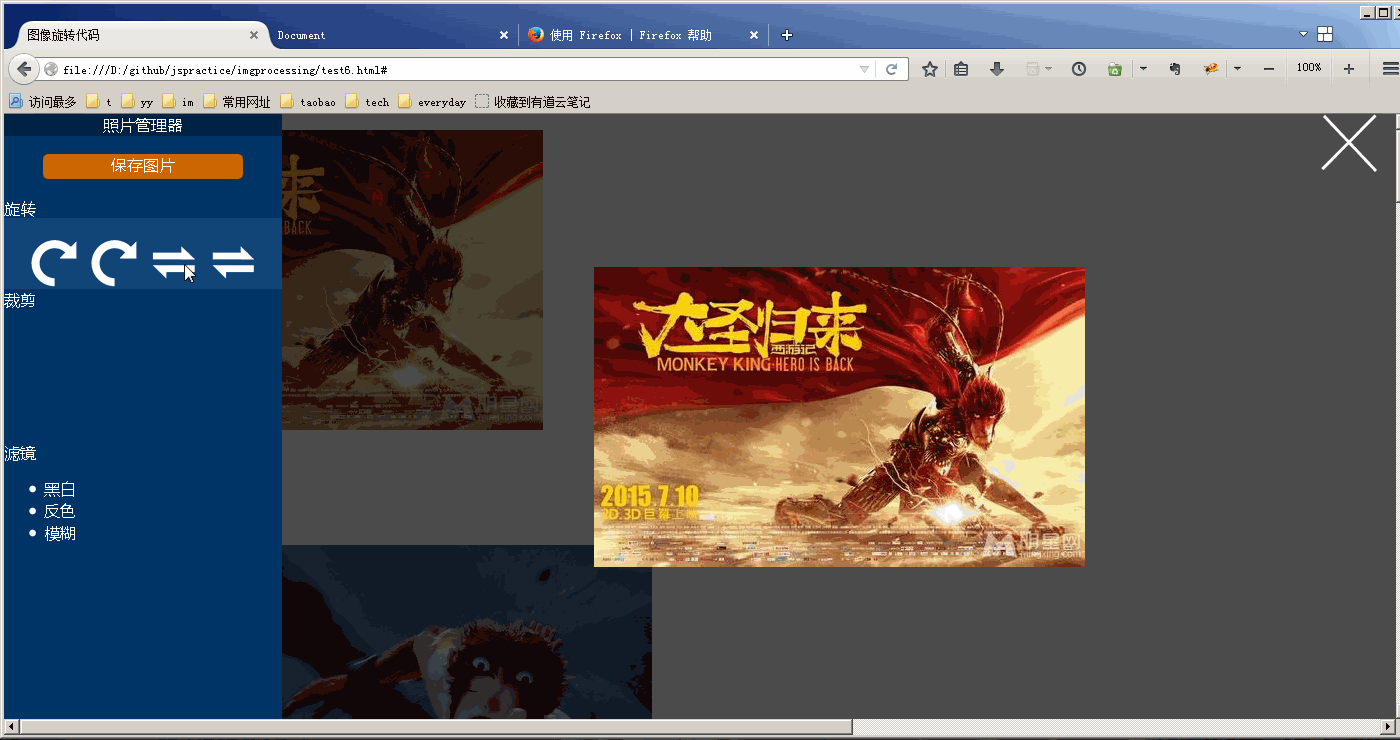 图像旋转代码
Document
使用 Firefox | Firefox 帮助
file:///D:/github/jspractice/imgprocessing/test6.html#
100%
访问最多 t yy im 常用网址 taobao tech everyday 收藏到有道云笔记
照片管理器
保存图片
旋转
裁剪
滤镜
黑白
反色
模糊
来
BACK
大圣归来
西游记
MONKEY KING·HERO IS BACK
2015.7.10
2D.3D巨幕上映
明星网